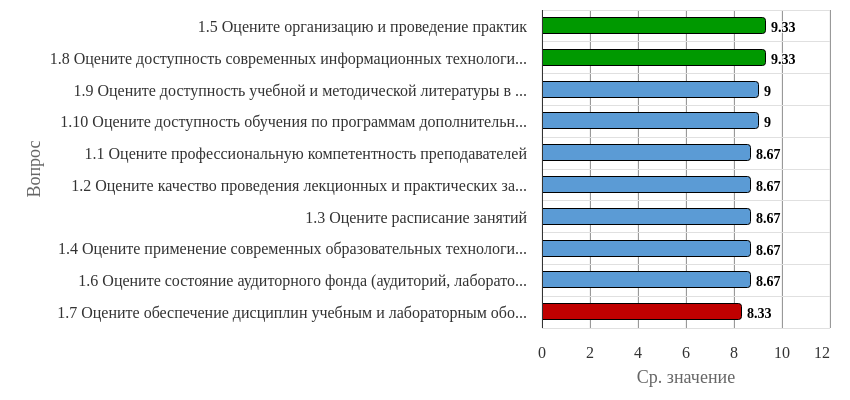 1.5 Оцените организацию и проведение практик 9.33
1.8 Оцените доступность современных информационных технологи... 9.33
1.9 Оцените доступность учебной и методической литературы в ... 9
1.10 Оцените доступность обучения по программам дополнительн... 9
1.1 Оцените профессиональную компетентность преподавателей 8.67
1.2 Оцените качество проведения лекционных и практических за... 8.67
1.3 Оцените расписание занятий 8.67
1.4 Оцените применение современных образовательных технологи... 8.67
1.6 Оцените состояние аудиторного фонда (аудиторий, лаборато... 8.67
1.7 Оцените обеспечение дисциплин учебным и лабораторным обо... 8.33
Вопрос
0 2 4 6 8 10 12
Ср. значение